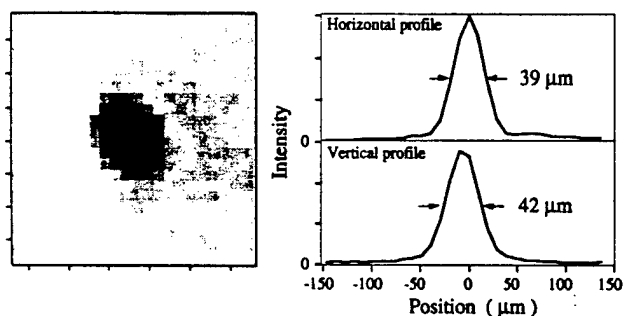 Horizontal profile
39 μm
0
Intensity
Vertical profile
42 μm
0
-150 -100 -50 0 50 100 150
Position ( μm)